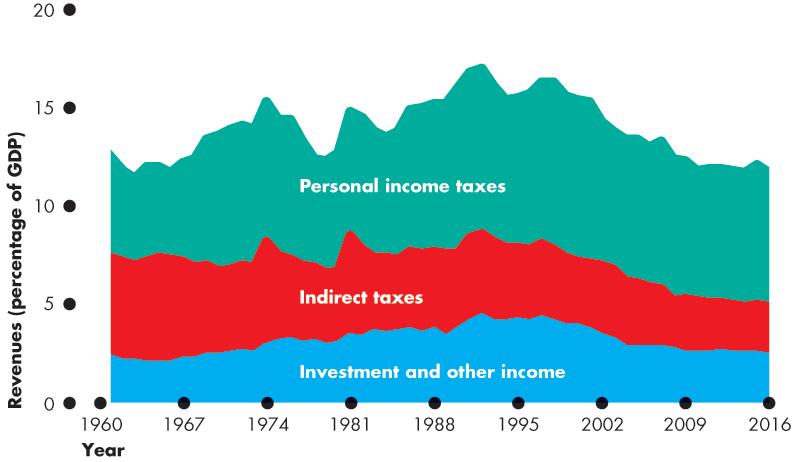 20
15
10
5
0
Revenues (percentage of GDP)
Personal income taxes
Indirect taxes
Investment and other income
1960 1967 1974 1981 1988 1995 2002 2009 2016
Year